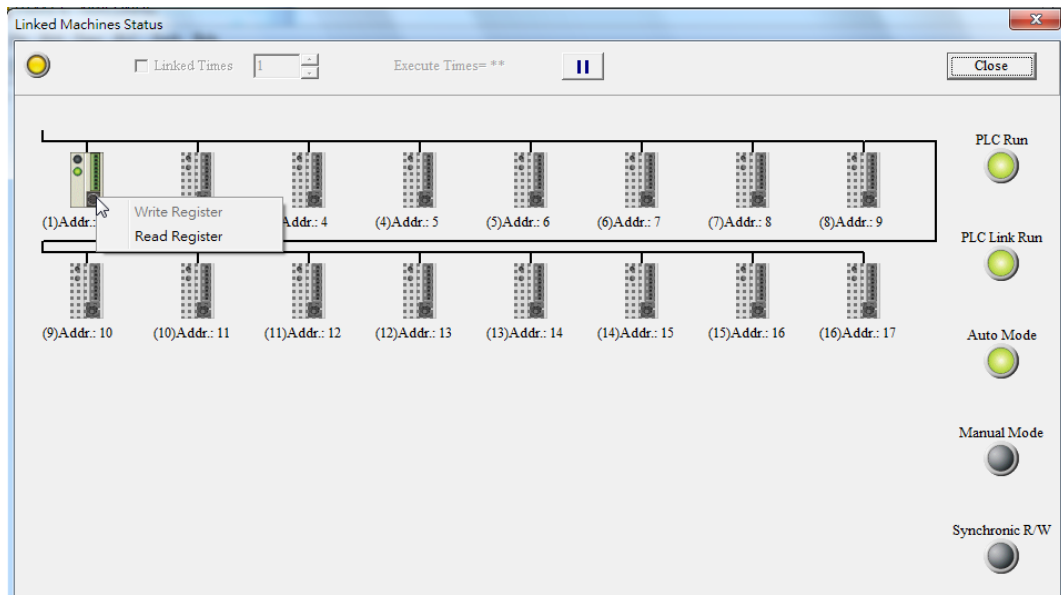 Linked Machines Status
Linked Times 1 Execute Times= ** Close
PLC Run
(1)Addr.: Addr.: 4 (4)Addr.: 5 (5)Addr.: 6 (6)Addr.: 7 (7)Addr.: 8 (8)Addr.: 9
Write Register
Read Register
PLC Link Run
(9)Addr.: 10 (10)Addr.: 11 (11)Addr.: 12 (12)Addr.: 13 (13)Addr.: 14 (14)Addr.: 15 (15)Addr.: 16 (16)Addr.: 17
Auto Mode
Manual Mode
Synchronic R/W